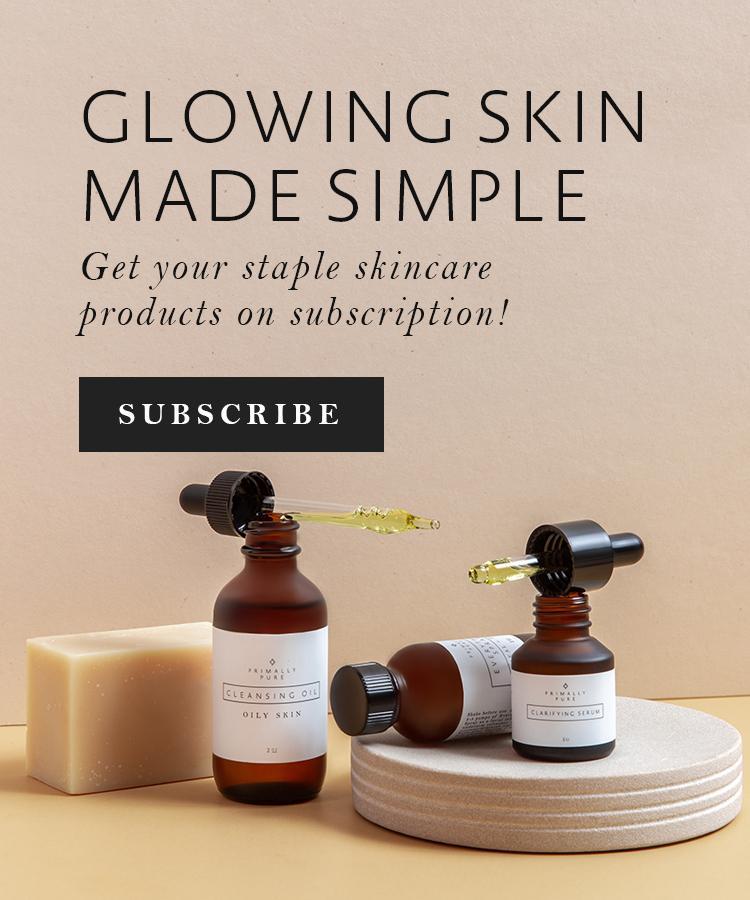 GLOWING SKIN
MADE SIMPLE
Get your staple skincare
products on subscription!
SUBSCRIBE
PRIMALLY
PURE
CLEANSING OIL
OILY SKIN
2 oz
PRIMALLY
PURE
CLARIFYING SERUM